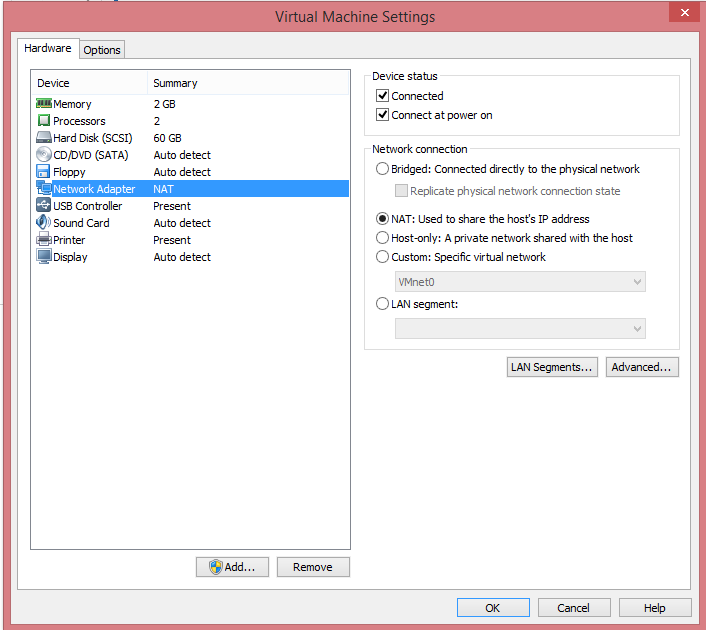 Virtual Machine Settings
Hardware
Options
Device Summary
Memory 2 GB
Processors 2
Hard Disk (SCSI) 60 GB
CD/DVD (SATA) Auto detect
Floppy Auto detect
Network Adapter NAT
USB Controller Present
Sound Card Auto detect
Printer Present
Display Auto detect
Add...
Remove
Device status
Connected
Connect at power on
Network connection
Bridged: Connected directly to the physical network
Replicate physical network connection state
NAT: Used to share the host's IP address
Host-only: A private network shared with the host
Custom: Specific virtual network
VMnet0
LAN segment:
LAN Segments...
Advanced...
OK
Cancel
Help